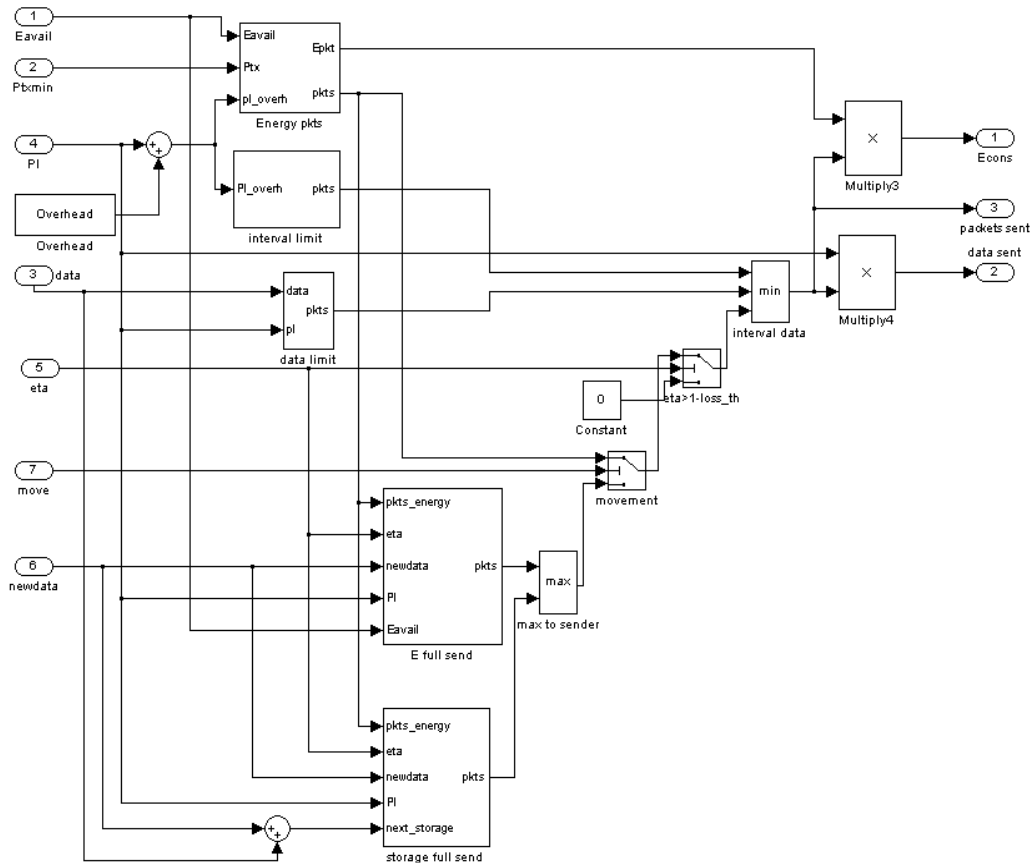 1
Eavail
2
Ptxmin
4
Pl
Overhead
Overhead
3
data
5
eta
7
move
6
newdata
Eavail
Ptx
pl_overh
Epkt
pkts
Energy pkts
Pl_overh
pkts
interval limit
data
pl
pkts
data limit
0
Constant
eta>1-loss_th
movement
min
interval data
×
Multiply3
×
Multiply4
1
Econs
3
packets sent
data sent
2
pkts_energy
eta
newdata
Pl
Eavail
pkts
E full send
max
max to sender
pkts_energy
eta
newdata
Pl
next_storage
pkts
storage full send
+
+
+
+